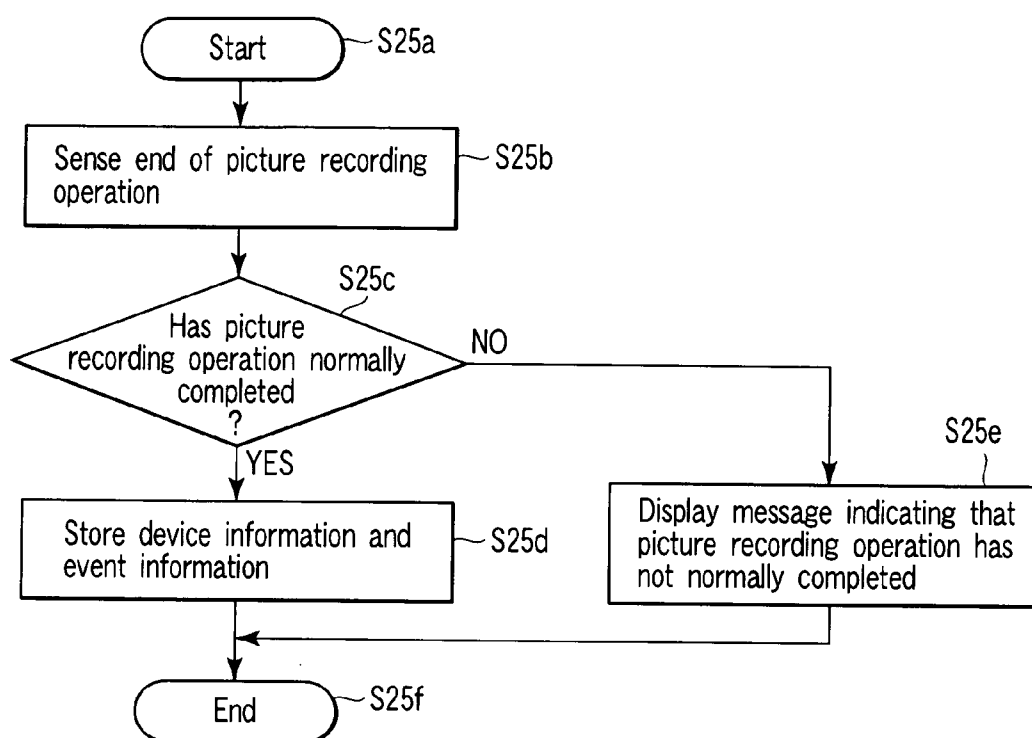 Start
S25a
Sense end of picture recording
operation
S25b
S25c
Has picture
recording operation normally
completed
?
NO
YES
S25e
Store device information and
event information
S25d
Display message indicating that
picture recording operation has
not normally completed
End
S25f